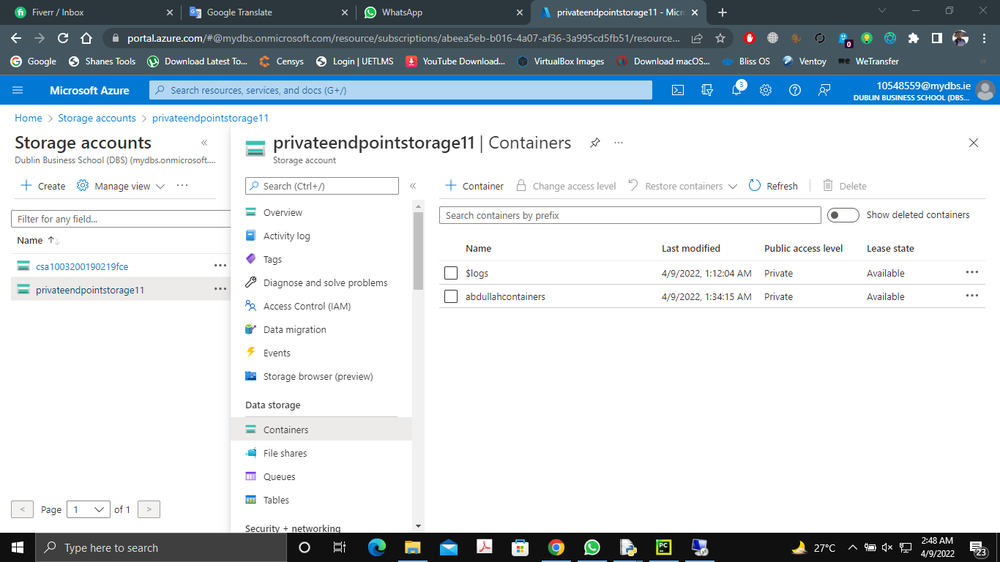 Fiverr / Inbox
Google Translate
WhatsApp
privateendpointstorage11 - Micr
portal.azure.com/#@mydbs.onmicrosoft.com/resource/subscriptions/abeea5eb-b016-4a07-af36-3a995cd5fb51/resource...
0
Google
Shanes Tools
Download Latest To...
Censys
Login | UETLMS
YouTube Download...
VirtualBox Images
Download macOS...
Bliss OS
Ventoy
we WeTransfer
»
Microsoft Azure
Search resources, services, and docs (G+/)
3
10548559@mydbs.ie
DUBLIN BUSINESS SCHOOL (DBS...
Home > Storage accounts > privateendpointstorage11
Storage accounts «
Dublin Business School (DBS) (mydbs.onmicrosoft....
+ Create
Manage view
...
Filter for any field...
Name ↑↓
csa1003200190219fce ...
privateendpointstorage11 ...
< Page 1 of 1 >
privateendpointstorage11 | Containers ...
Storage account
Search (Ctrl+/) «
Overview
Activity log
Tags
Diagnose and solve problems
Access Control (IAM)
Data migration
Events
Storage browser (preview)
Data storage
Containers
File shares
Queues
Tables
Security + networking
+ Container
Change access level
Restore containers
Refresh
Delete
Search containers by prefix
Show deleted containers
Name Last modified Public access level Lease state
$logs 4/9/2022, 1:12:04 AM Private Available ...
abdullahcontainers 4/9/2022, 1:34:15 AM Private Available ...
Type here to search
PC
27°C
2:48 AM
4/9/2022
23